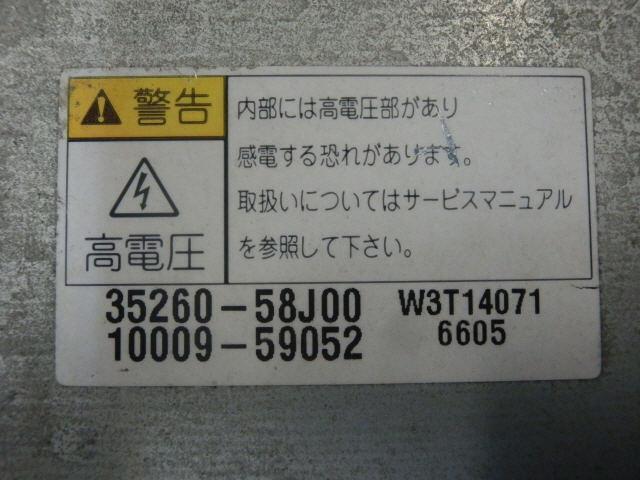 警告
高電圧
内部には高電圧部があり
感電する恐れがあります。
取扱いについてはサービスマニュアル
を参照して下さい。
35260-58J00 W3T14071
10009-59052 6605